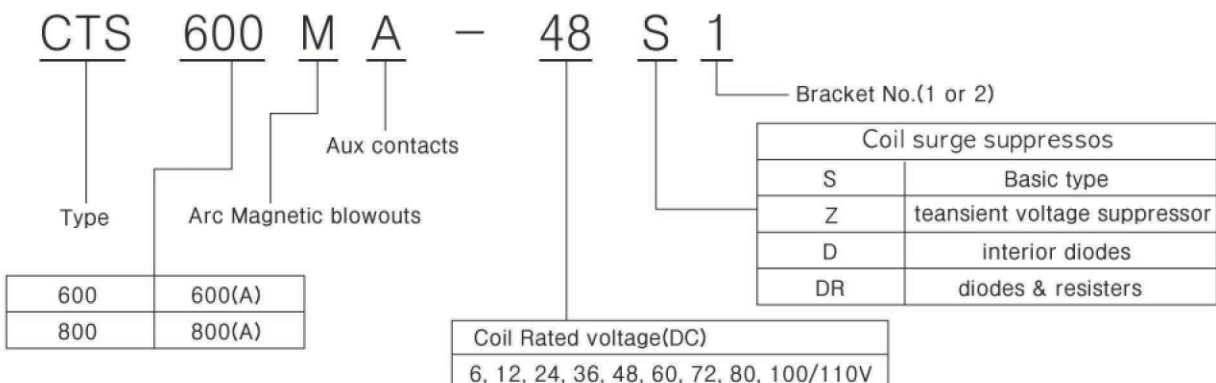 CTS 600 M A - 48 S 1
Bracket No.(1 or 2)
Aux contacts
Coil surge suppressos
S Basic type
Z teansient voltage suppressor
D interior diodes
DR diodes & resisters
Type
Arc Magnetic blowouts
600 600(A)
800 800(A)
Coil Rated voltage(DC)
6, 12, 24, 36, 48, 60, 72, 80, 100/110V